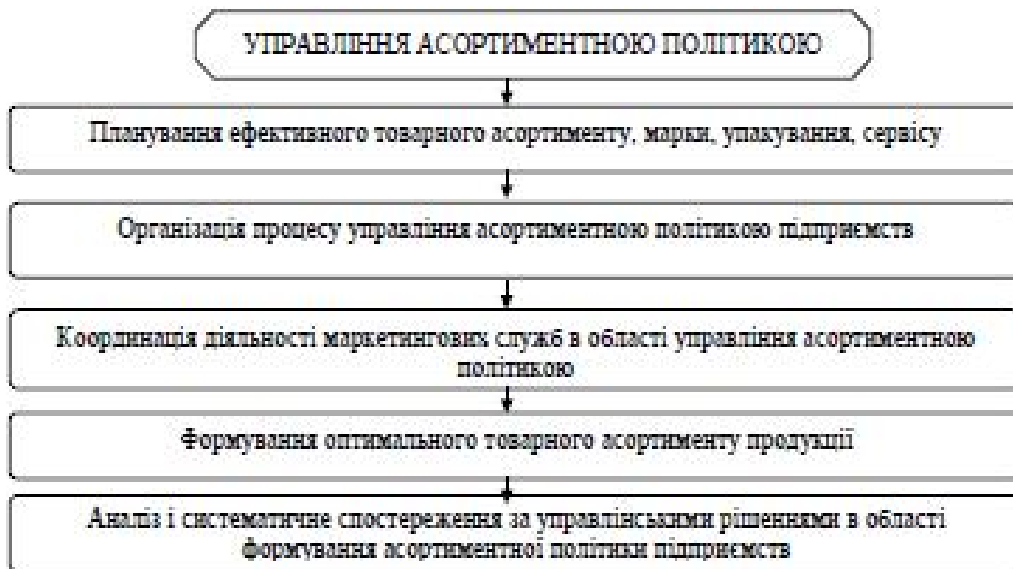 УПРАВЛІННЯ АСОРТИМЕНТНОЮ ПОЛІТИКОЮ
Планування ефективного товарного асортименту, марки, упакування, сервісу
Організація процесу управління асортиментною політикою підприємств
Координація діяльності маркетингових служб в області управління асортиментною
політикою
Формування оптимального товарного асортименту продукції
Аналіз і систематичне спостереження за управлінськими рішеннями в області
формування асортиментної політики підприємств